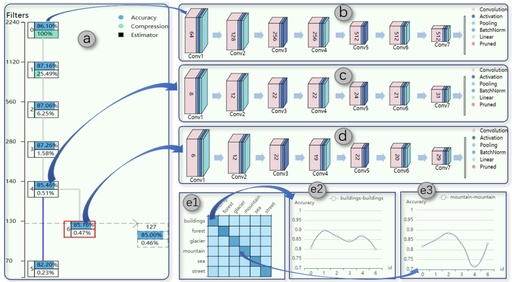 Filters
2240
1120
560
280
140
130
70
Accuracy
Compression
Estimator
a
86.10%
100%
1
87.16%
25.49%
2
87.06%
6.25%
3
87.26%
1.58%
4
85.46%
0.51%
6
85.76%
0.47%
127
85.00%
0.46%
5
82.20%
0.23%
b
64
128
256
256
512
512
512
Conv1
Conv2
Conv3
Conv4
Conv5
Conv6
Conv7
Convolution
Activation
Pooling
BatchNorm
Linear
Pruned
c
8
12
22
22
24
21
31
Conv1
Conv2
Conv3
Conv4
Conv5
Conv6
Conv7
Convolution
Activation
Pooling
BatchNorm
Linear
Pruned
d
6
12
22
19
22
20
29
Conv1
Conv2
Conv3
Conv4
Conv5
Conv6
Conv7
Convolution
Activation
Pooling
BatchNorm
Linear
Pruned
e1
buildings
forest
glacier
mountain
sea
street
forest
glacier
mountain
sea
street
e2
Accuracy
buildings-buildings
1
0.9
0.8
0.7
0.6
0.5
0 1 2 3 4 5 6
id
e3
Accuracy
mountain-mountain
1
0.9
0.8
0.7
0 1 2 3 4 5 6
id